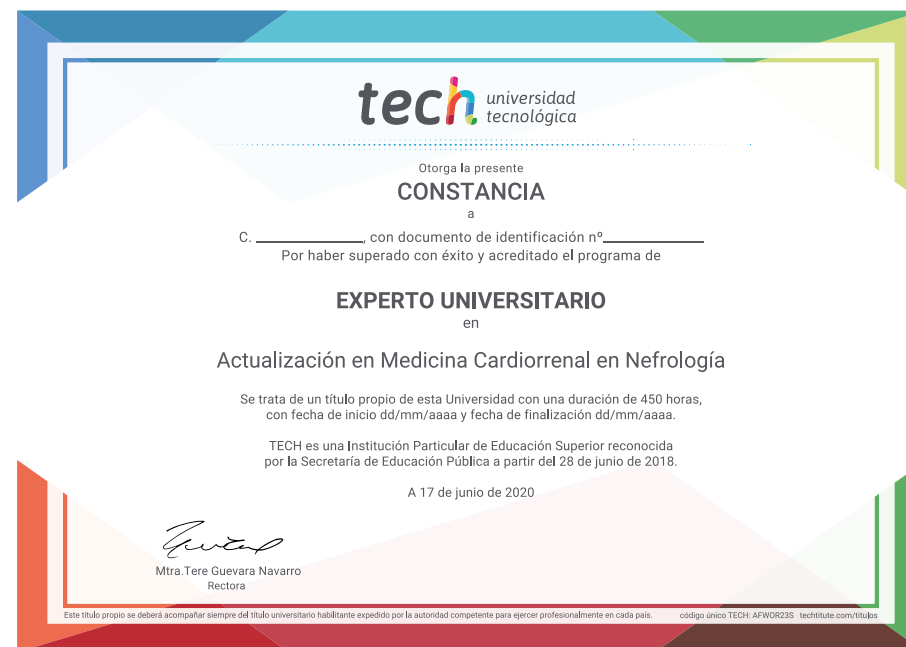 tech universidad
tecnológica
Otorga la presente
CONSTANCIA
a
C. ______________, con documento de identificación nº_____________
Por haber superado con éxito y acreditado el programa de
EXPERTO UNIVERSITARIO
en
Actualización en Medicina Cardiorrenal en Nefrología
Se trata de un título propio de esta Universidad con una duración de 450 horas,
con fecha de inicio dd/mm/aaaa y fecha de finalización dd/mm/aaaa.
TECH es una Institución Particular de Educación Superior reconocida
por la Secretaría de Educación Pública a partir del 28 de junio de 2018.
A 17 de junio de 2020
Mtra.Tere Guevara Navarro
Rectora
Este título propio se deberá acompañar siempre del título universitario habilitante expedido por la autoridad competente para ejercer profesionalmente en cada país. código único TECH: AFWOR23S techtitute.com/titulos